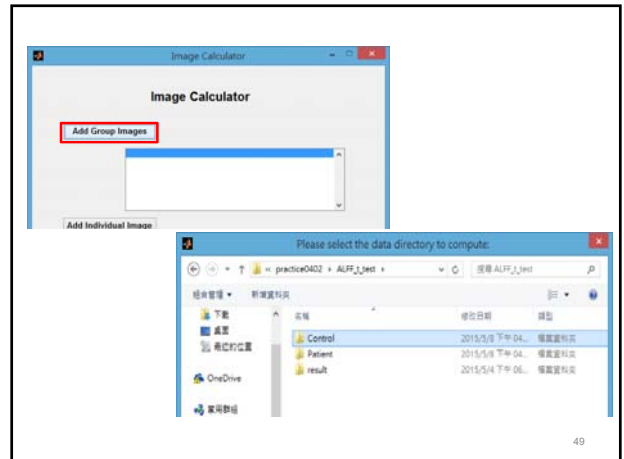 Image Calculator
Image Calculator
Add Group Images
Add Individual Image
Please select the data directory to compute:
« practice0402 › ALFF_t_test ›
搜尋 ALFF_t_test
組合管理 ▾ 新增資料夾
名稱 修改日期 類型
下載
桌面
最近的位置
OneDrive
家用群組
Control 2015/5/8 下午 04... 檔案資料夾
Patient 2015/5/8 下午 04... 檔案資料夾
result 2015/5/4 下午 06... 檔案資料夾
49